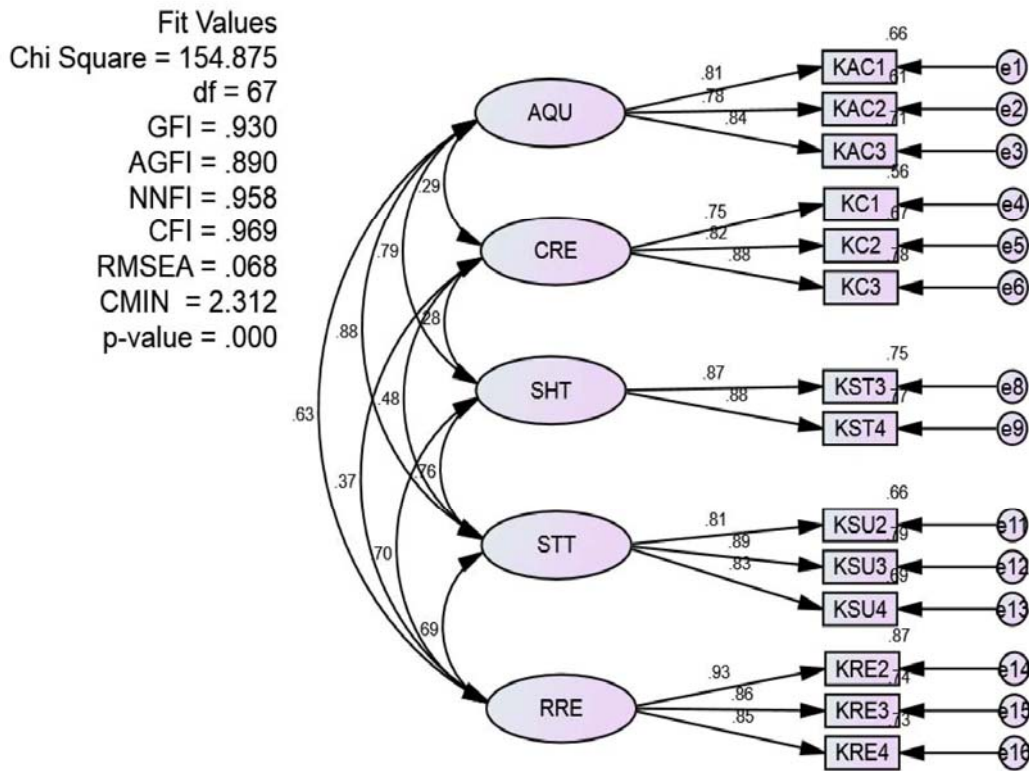 Fit Values
Chi Square = 154.875
df = 67
GFI = .930
AGFI = .890
NNFI = .958
CFI = .969
RMSEA = .068
CMIN = 2.312
p-value = .000
AQU
CRE
SHT
STT
RRE
.29
.79
.88
.63
.28
.48
.37
.76
.70
.69
.81
.78
.84
.75
.82
.88
.87
.88
.81
.89
.83
.93
.86
.85
.66
KAC1
e1
.61
KAC2
e2
.71
KAC3
e3
.56
KC1
e4
.67
KC2
e5
.78
KC3
e6
.75
KST3
e8
.77
KST4
e9
.66
KSU2
e11
.79
KSU3
e12
.69
KSU4
e13
.87
KRE2
e14
.74
KRE3
e15
.73
KRE4
e16